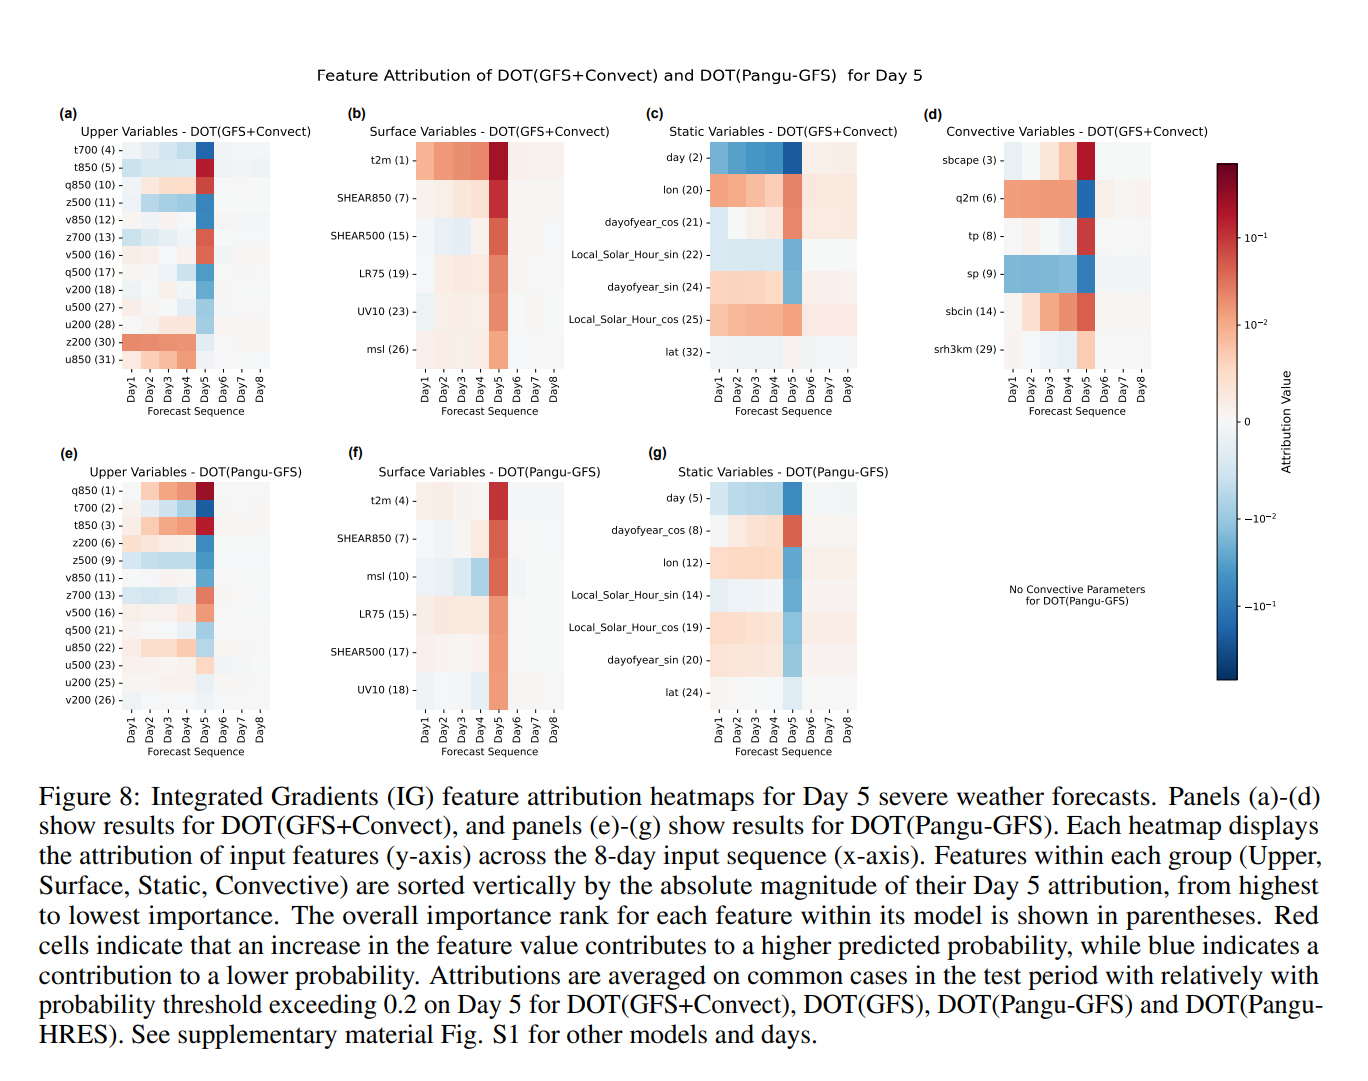 Feature Attribution of DOT(GFS+Convect) and DOT(Pangu-GFS) for Day 5
(a)
Upper Variables - DOT(GFS+Convect)
t700 (4)
t850 (5)
q850 (10)
z500 (11)
v850 (12)
z700 (13)
v500 (16)
q500 (17)
v200 (18)
u500 (27)
u200 (28)
z200 (30)
u850 (31)
Day1 Day2 Day3 Day4 Day5 Day6 Day7 Day8
Forecast Sequence
(b)
Surface Variables - DOT(GFS+Convect)
t2m (1)
SHEAR850 (7)
SHEAR500 (15)
LR75 (19)
UV10 (23)
msl (26)
Day1 Day2 Day3 Day4 Day5 Day6 Day7 Day8
Forecast Sequence
(c)
Static Variables - DOT(GFS+Convect)
day (2)
lon (20)
dayofyear_cos (21)
Local_Solar_Hour_sin (22)
dayofyear_sin (24)
Local_Solar_Hour_cos (25)
lat (32)
Day1 Day2 Day3 Day4 Day5 Day6 Day7 Day8
Forecast Sequence
(d)
Convective Variables - DOT(GFS+Convect)
sbcape (3)
q2m (6)
tp (8)
sp (9)
sbcin (14)
srh3km (29)
Day1 Day2 Day3 Day4 Day5 Day6 Day7 Day8
Forecast Sequence
10⁻¹
10⁻²
0
−10⁻²
−10⁻¹
Attribution Value
(e)
Upper Variables - DOT(Pangu-GFS)
q850 (1)
t700 (2)
t850 (3)
z200 (6)
z500 (9)
v850 (11)
z700 (13)
v500 (16)
q500 (21)
u850 (22)
u500 (23)
u200 (25)
v200 (26)
Day1 Day2 Day3 Day4 Day5 Day6 Day7 Day8
Forecast Sequence
(f)
Surface Variables - DOT(Pangu-GFS)
t2m (4)
SHEAR850 (7)
msl (10)
LR75 (15)
SHEAR500 (17)
UV10 (18)
Day1 Day2 Day3 Day4 Day5 Day6 Day7 Day8
Forecast Sequence
(g)
Static Variables - DOT(Pangu-GFS)
day (5)
dayofyear_cos (8)
lon (12)
Local_Solar_Hour_sin (14)
Local_Solar_Hour_cos (19)
dayofyear_sin (20)
lat (24)
Day1 Day2 Day3 Day4 Day5 Day6 Day7 Day8
Forecast Sequence
No Convective Parameters
for DOT(Pangu-GFS)
Figure 8: Integrated Gradients (IG) feature attribution heatmaps for Day 5 severe weather forecasts. Panels (a)-(d)
show results for DOT(GFS+Convect), and panels (e)-(g) show results for DOT(Pangu-GFS). Each heatmap displays
the attribution of input features (y-axis) across the 8-day input sequence (x-axis). Features within each group (Upper,
Surface, Static, Convective) are sorted vertically by the absolute magnitude of their Day 5 attribution, from highest
to lowest importance. The overall importance rank for each feature within its model is shown in parentheses. Red
cells indicate that an increase in the feature value contributes to a higher predicted probability, while blue indicates a
contribution to a lower probability. Attributions are averaged on common cases in the test period with relatively with
probability threshold exceeding 0.2 on Day 5 for DOT(GFS+Convect), DOT(GFS), DOT(Pangu-GFS) and DOT(Pangu-
HRES). See supplementary material Fig. S1 for other models and days.